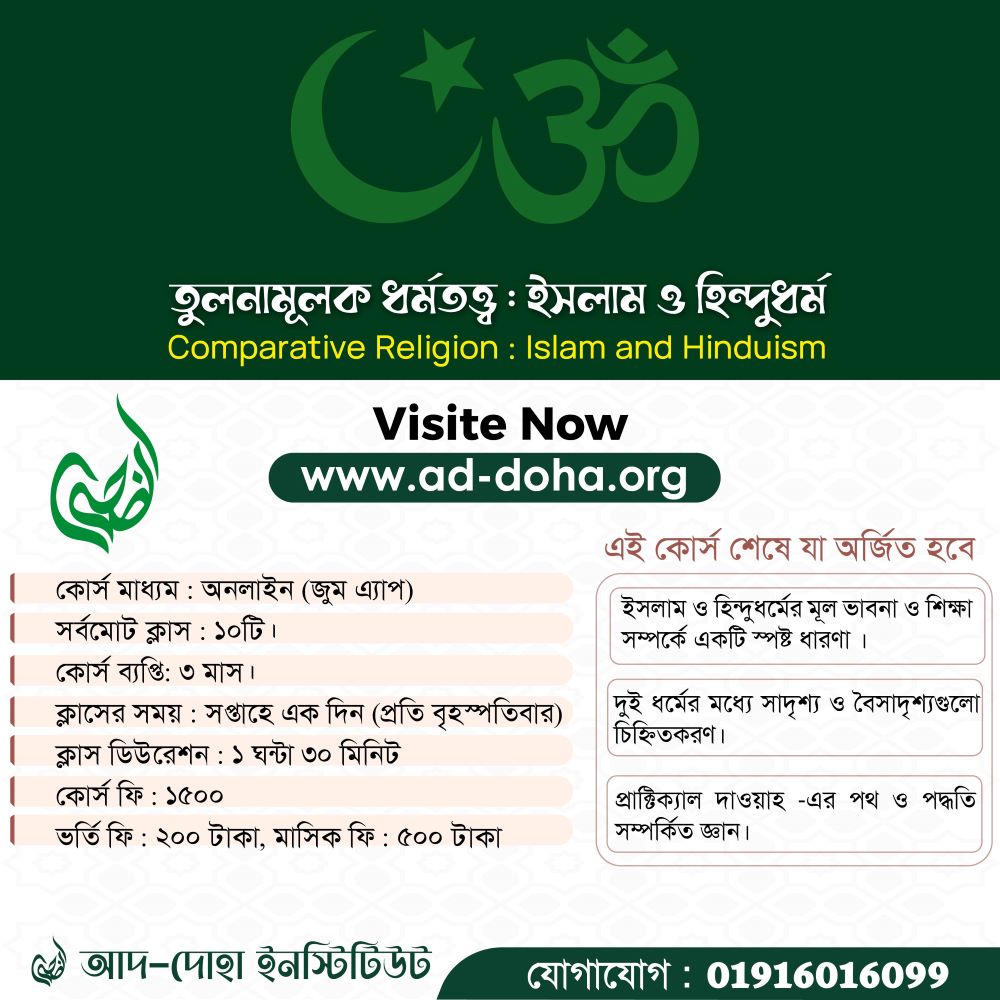 তুলনামূলক ধর্মতত্ত্ব : ইসলাম ও হিন্দুধর্ম
Comparative Religion : Islam and Hinduism
Visite Now
www.ad-doha.org
কোর্স মাধ্যম : অনলাইন (জুম এ্যাপ)
সর্বমোট ক্লাস : ১০টি।
কোর্স ব্যপ্তি: ৩ মাস।
ক্লাসের সময় : সপ্তাহে এক দিন (প্রতি বৃহস্পতিবার)
ক্লাস ডিউরেশন : ১ ঘন্টা ৩০ মিনিট
কোর্স ফি : ১৫০০
ভর্তি ফি : ২০০ টাকা, মাসিক ফি : ৫০০ টাকা
এই কোর্স শেষে যা অর্জিত হবে
ইসলাম ও হিন্দুধর্মের মূল ভাবনা ও শিক্ষা
সম্পর্কে একটি স্পষ্ট ধারণা ।
দুই ধর্মের মধ্যে সাদৃশ্য ও বৈসাদৃশ্যগুলো
চিহ্নিতকরণ।
প্রাক্টিক্যাল দাওয়াহ -এর পথ ও পদ্ধতি
সম্পর্কিত জ্ঞান।
আদ-দোহা ইনস্টিটিউট
যোগাযোগ : 01916016099